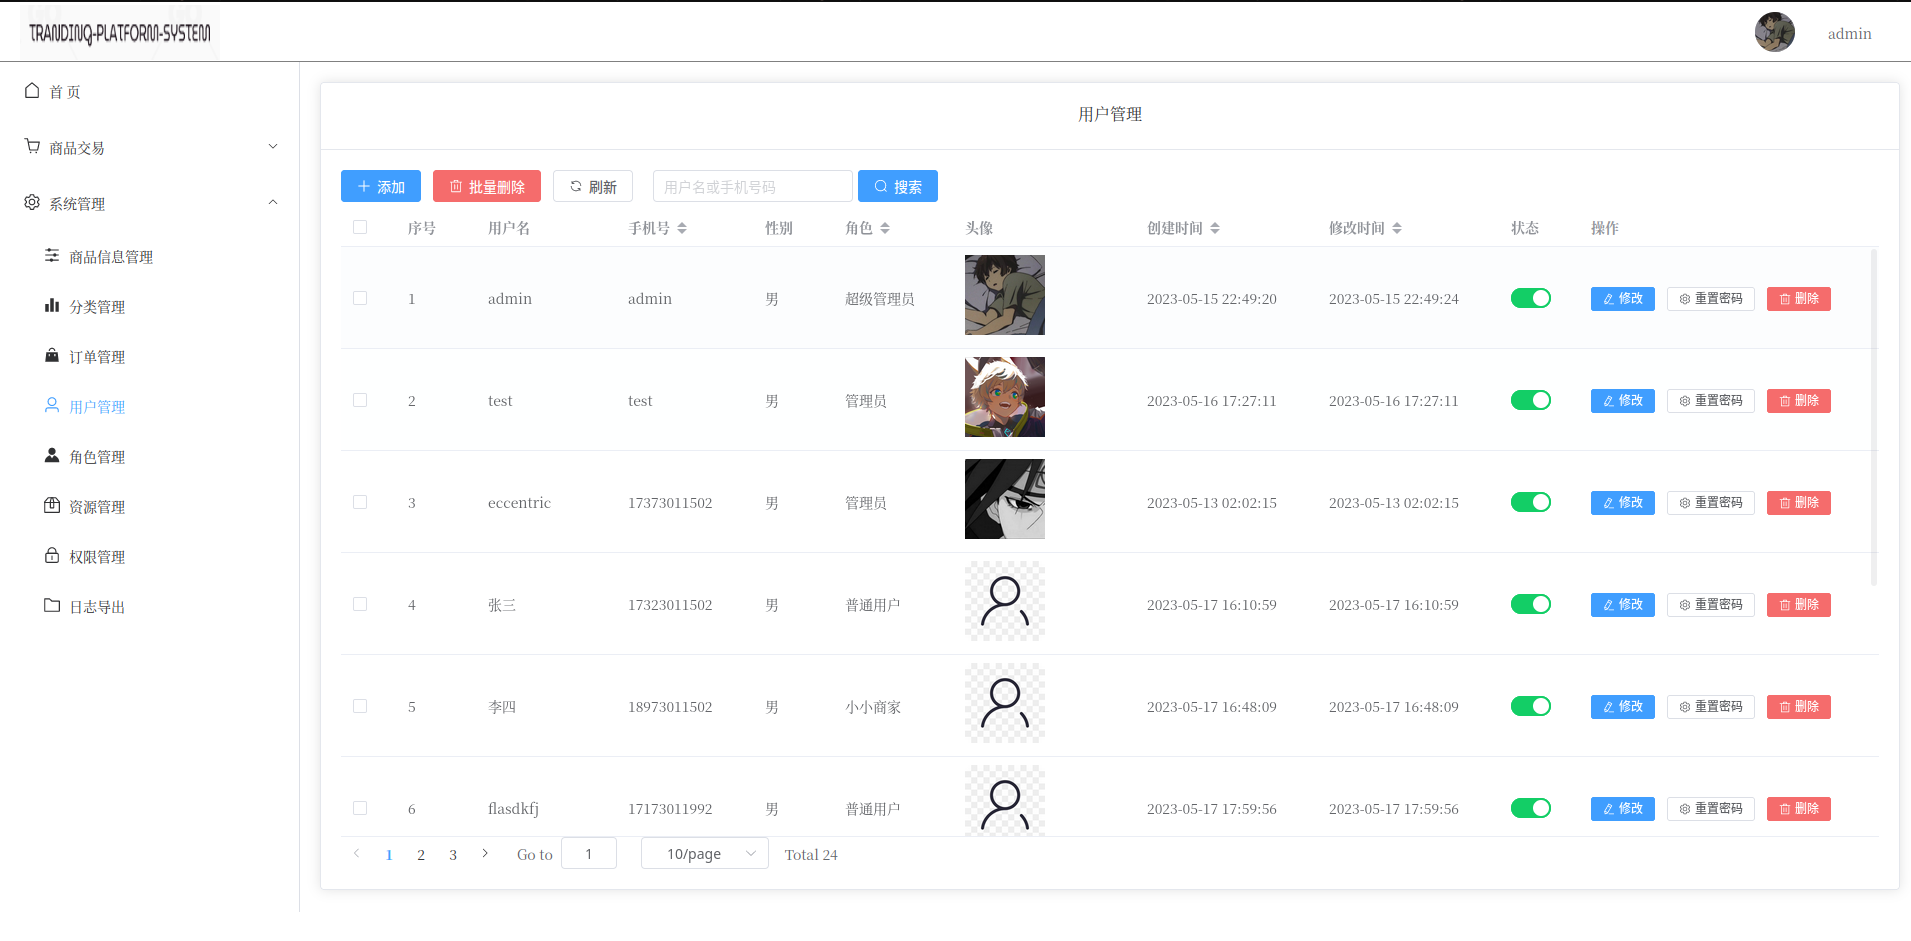 TRANDINQ-PLATFORM-SYSTEM
admin
首 页
商品交易
系统管理
商品信息管理
分类管理
订单管理
用户管理
角色管理
资源管理
权限管理
日志导出
用户管理
添加 批量删除 刷新 用户名或手机号码 搜索
序号 用户名 手机号 性别 角色 头像 创建时间 修改时间 状态 操作
1 admin admin 男 超级管理员 2023-05-15 22:49:20 2023-05-15 22:49:24 修改 重置密码 删除
2 test test 男 管理员 2023-05-16 17:27:11 2023-05-16 17:27:11 修改 重置密码 删除
3 eccentric 17373011502 男 管理员 2023-05-13 02:02:15 2023-05-13 02:02:15 修改 重置密码 删除
4 张三 17323011502 男 普通用户 2023-05-17 16:10:59 2023-05-17 16:10:59 修改 重置密码 删除
5 李四 18973011502 男 小小商家 2023-05-17 16:48:09 2023-05-17 16:48:09 修改 重置密码 删除
6 flasdkfj 17173011992 男 普通用户 2023-05-17 17:59:56 2023-05-17 17:59:56 修改 重置密码 删除
1 2 3 Go to 1 10/page Total 24